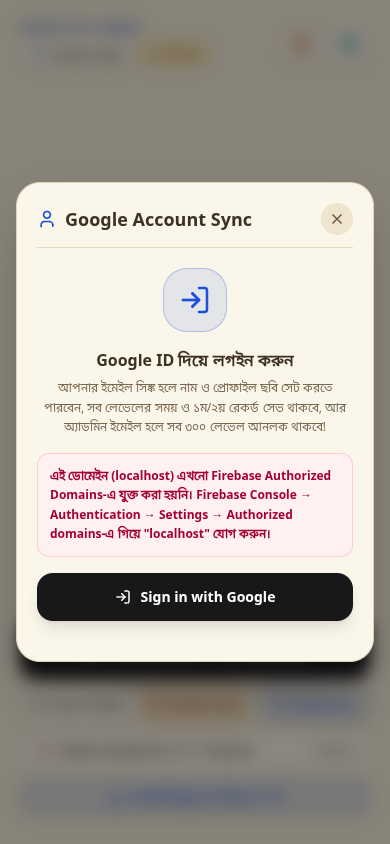 Google Account Sync
Google ID দিয়ে লগইন করুন
আপনার ইমেইল সিঙ্ক হলে নাম ও প্রোফাইল ছবি সেট করতে
পারবেন, সব লেভেলের সময় ও ১ম/২য় রেকর্ড সেভ থাকবে, আর
অ্যাডমিন ইমেইল হলে সব ৩০০ লেভেল আনলক থাকবে!
এই ডোমেইন (localhost) এখনো Firebase Authorized
Domains-এ যুক্ত করা হয়নি। Firebase Console →
Authentication → Settings → Authorized
domains-এ গিয়ে "localhost" যোগ করুন।
Sign in with Google